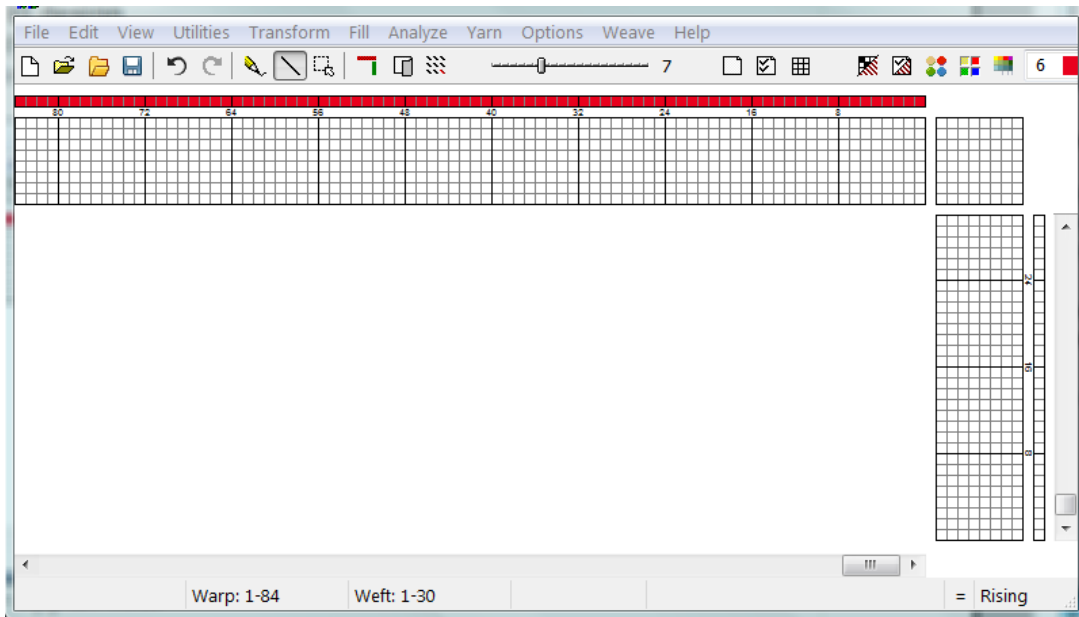 File Edit View Utilities Transform Fill Analyze Yarn Options Weave Help
7 6
80 72 64 56 48 40 32 24 16 8
24
16
8
Warp: 1-84 Weft: 1-30 = Rising